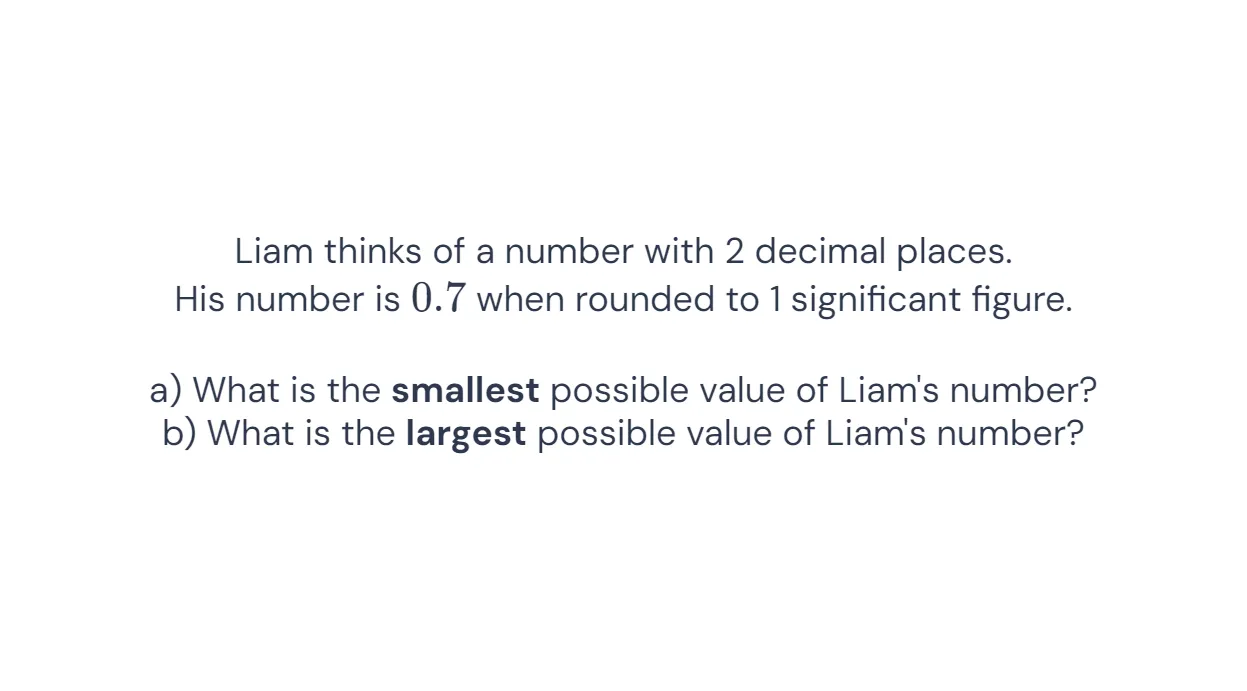 Liam thinks of a number with 2 decimal places.
His number is 0.7 when rounded to 1 significant figure.
a) What is the smallest possible value of Liam's number?
b) What is the largest possible value of Liam's number?